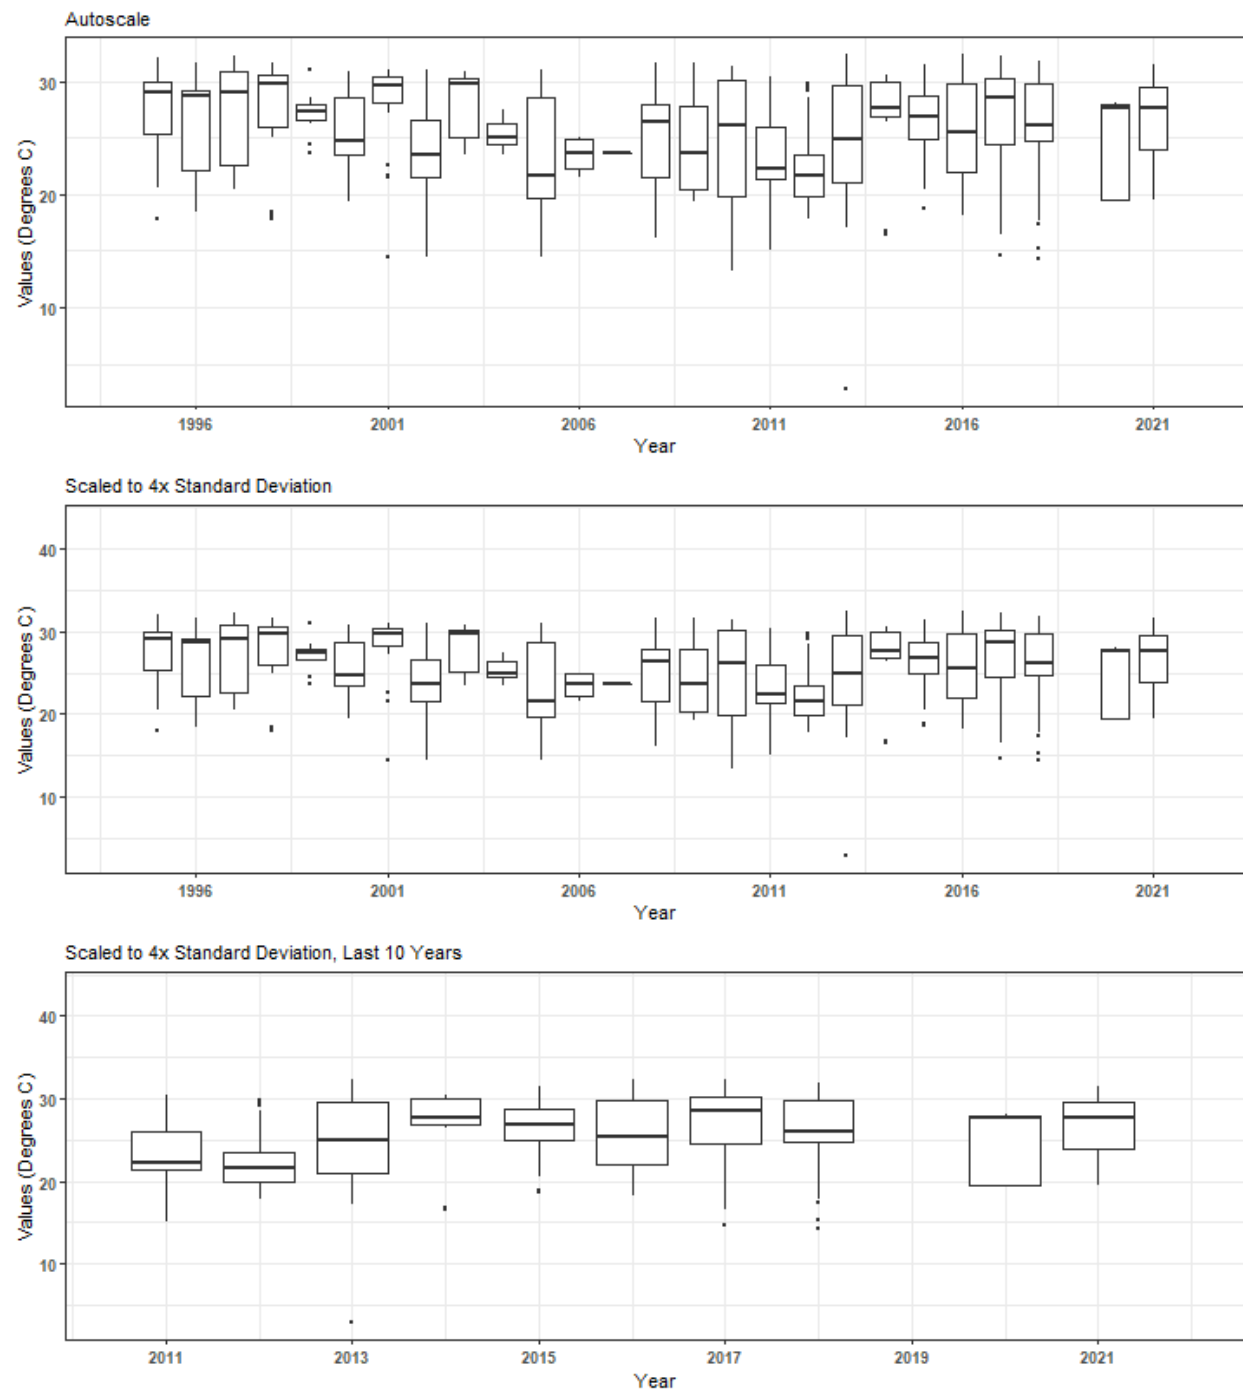 Autoscale
Values (Degrees C)
30
20
10
1996 2001 2006 2011 2016 2021
Year
Scaled to 4x Standard Deviation
Values (Degrees C)
40
30
20
10
1996 2001 2006 2011 2016 2021
Year
Scaled to 4x Standard Deviation, Last 10 Years
Values (Degrees C)
40
30
20
10
2011 2013 2015 2017 2019 2021
Year